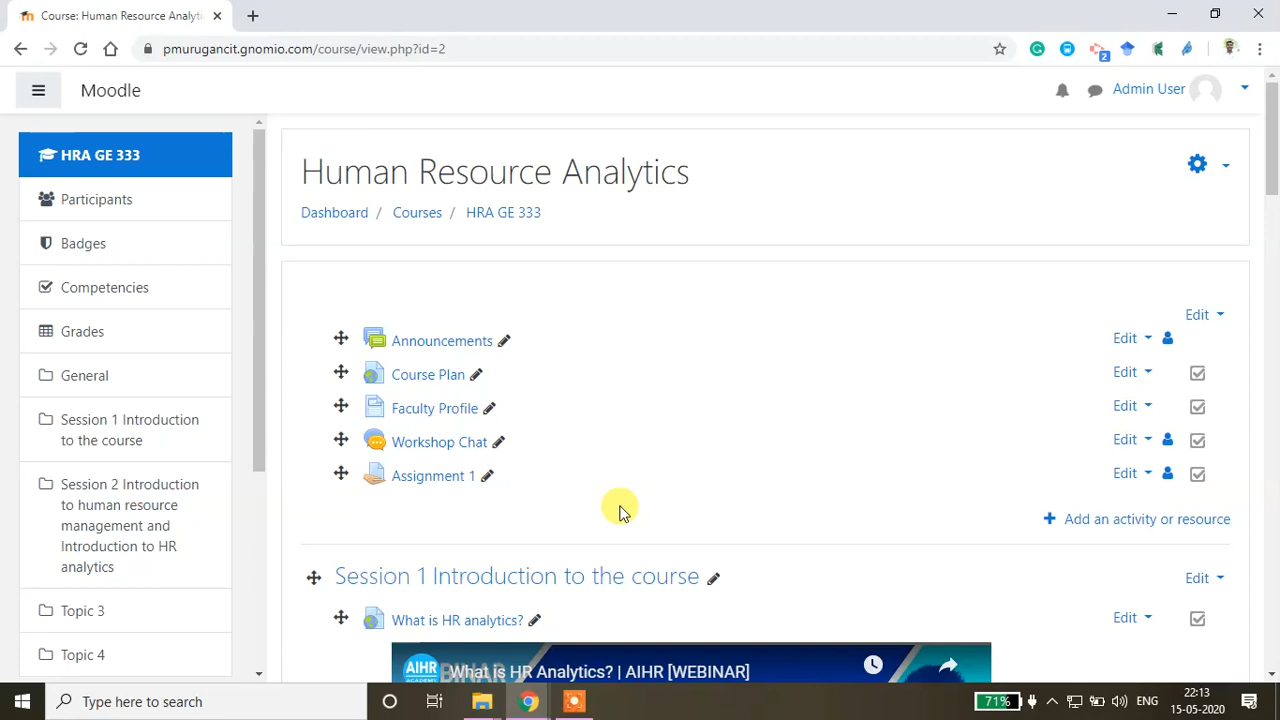 Course: Human Resource Analyti
pmurugancit.gnomio.com/course/view.php?id=2
2
Moodle
Admin User
HRA GE 333
Participants
Badges
Competencies
Grades
General
Session 1 Introduction
to the course
Session 2 Introduction
to human resource
management and
Introduction to HR
analytics
Topic 3
Topic 4
Human Resource Analytics
Dashboard / Courses / HRA GE 333
Edit
Announcements Edit
Course Plan Edit
Faculty Profile Edit
Workshop Chat Edit
Assignment 1 Edit
Add an activity or resource
Session 1 Introduction to the course Edit
What is HR analytics? Edit
AIHR
ACADEMY
BINAR
What is HR Analytics? | AIHR [WEBINAR]
Type here to search
71%
ENG
22:13
15-05-2020